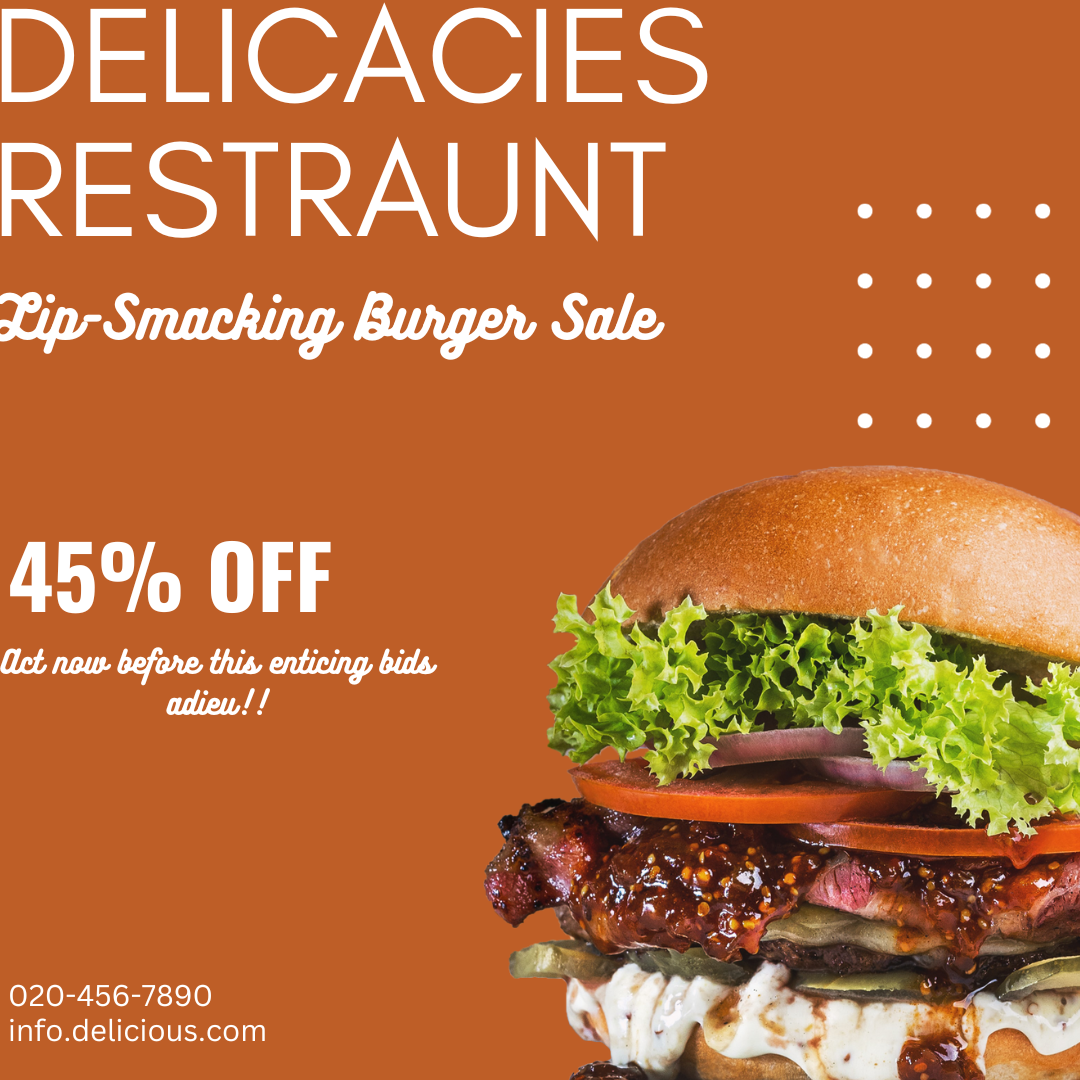 DELICACIES
RESTRAUNT
Lip-Smacking Burger Sale
45% OFF
Act now before this enticing bids
adieu!!
020-456-7890
info.delicious.com